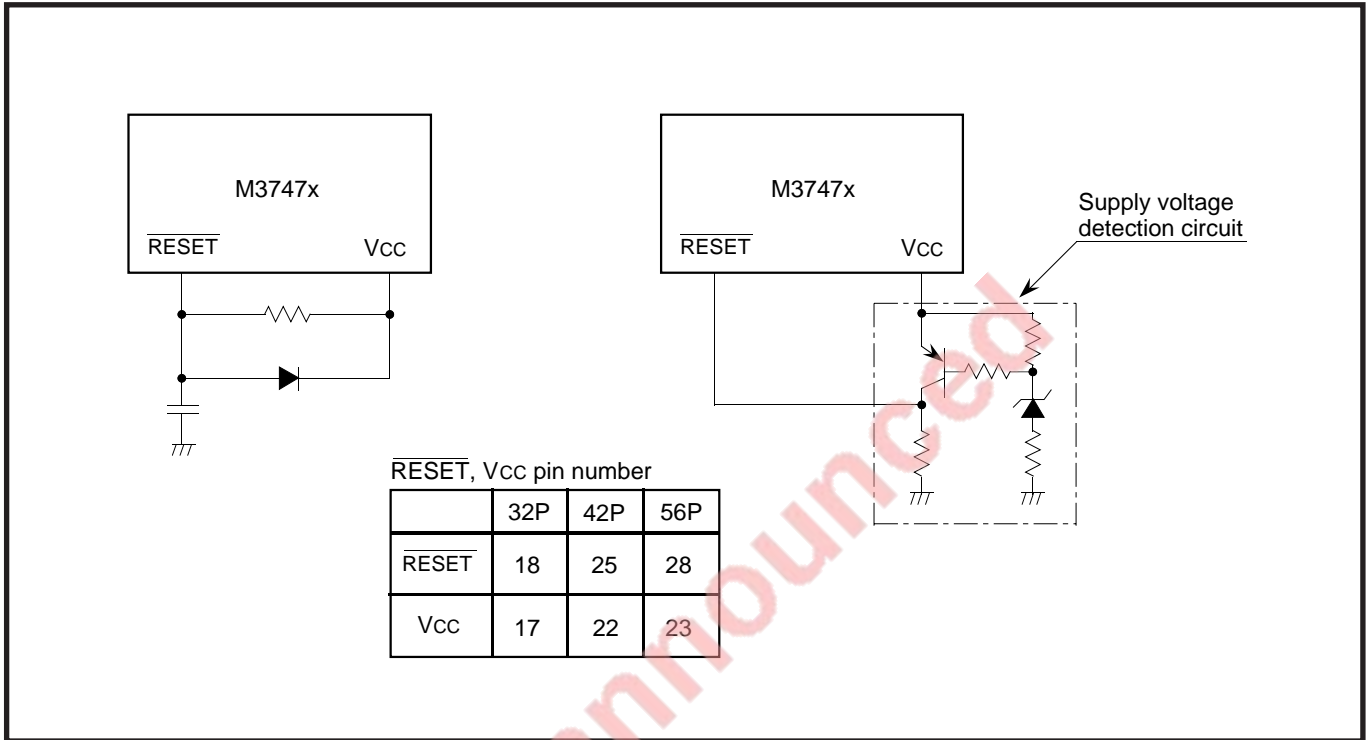 M3747x
RESET VCC
M3747x
RESET VCC
Supply voltage
detection circuit
RESET, VCC pin number
32P 42P 56P
RESET 18 25 28
VCC 17 22 23
nnounced